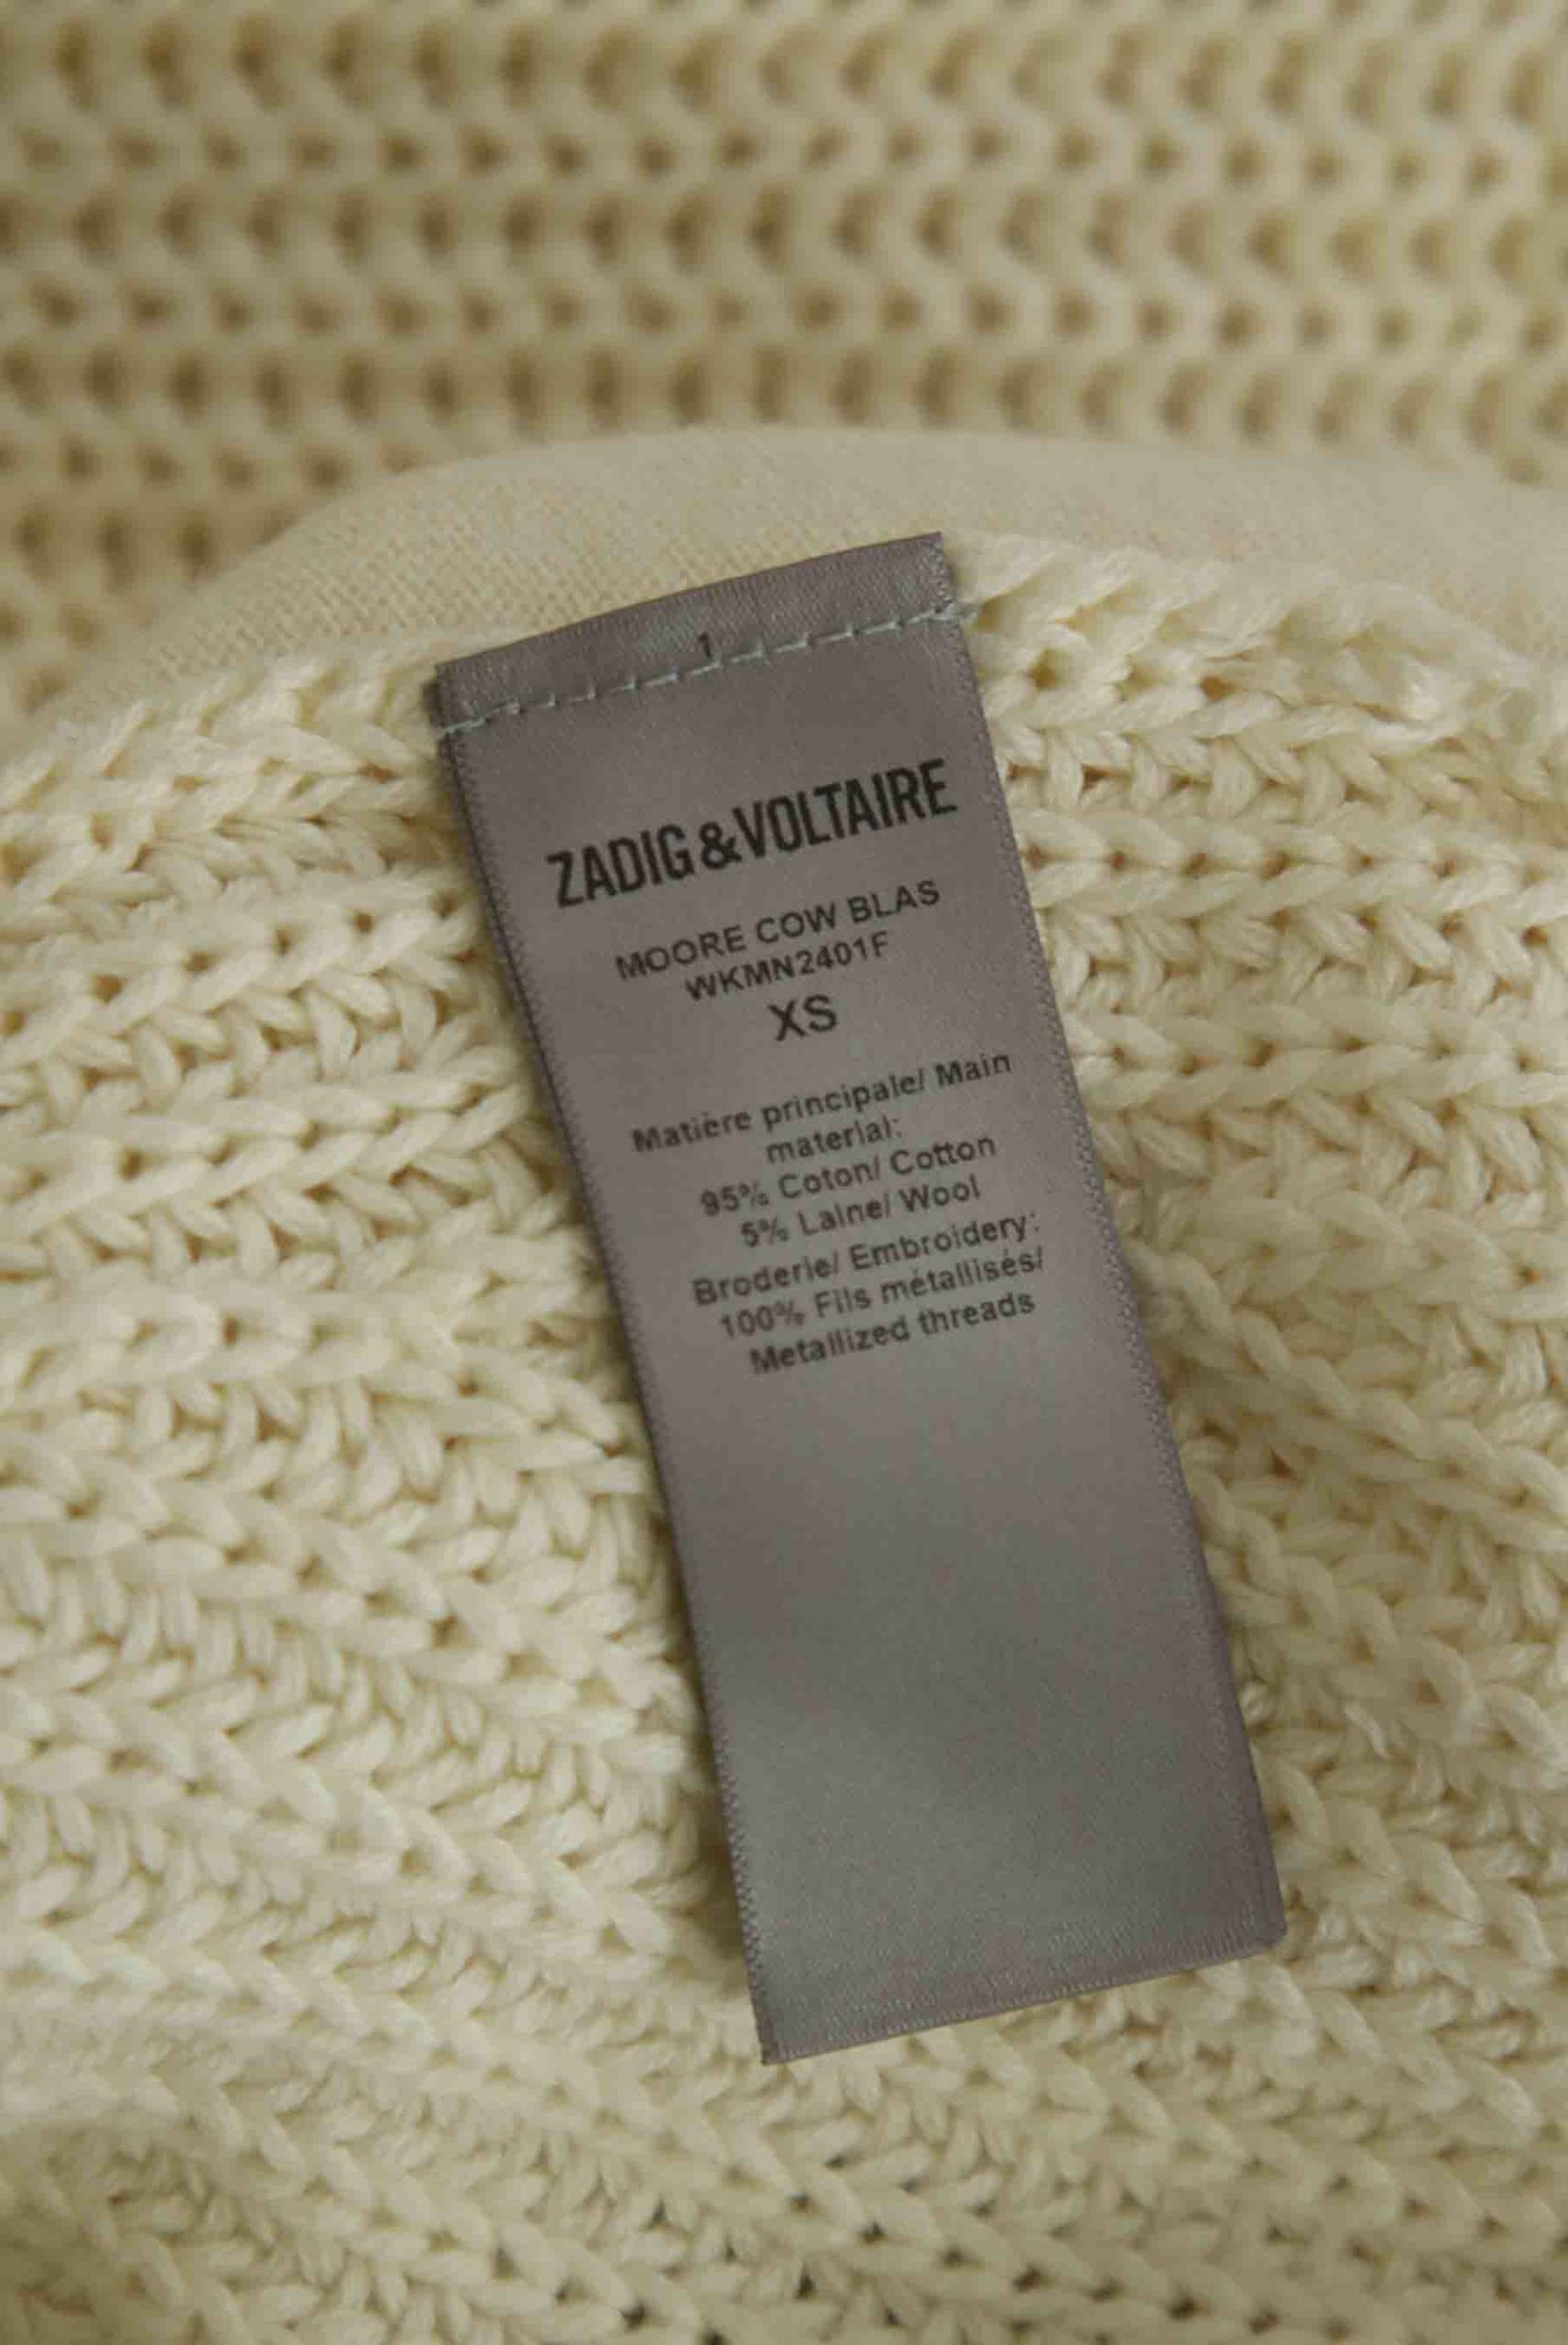 1
ZADIG&VOLTAIRE
MOORE COW BLAS
WKMN2401F
XS
Matière principale/ Main
material:
95% Coton/ Cotton
5% Laine/ Wool
Broderie/ Embroidery:
100% Fils métallisés/
Metallized threads